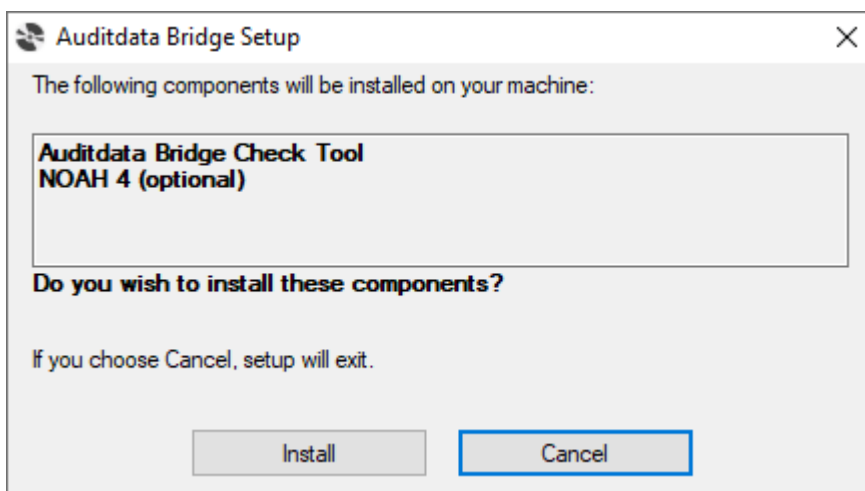 Auditdata Bridge Setup
The following components will be installed on your machine:
Auditdata Bridge Check Tool
NOAH 4 (optional)
Do you wish to install these components?
If you choose Cancel, setup will exit.
Install
Cancel